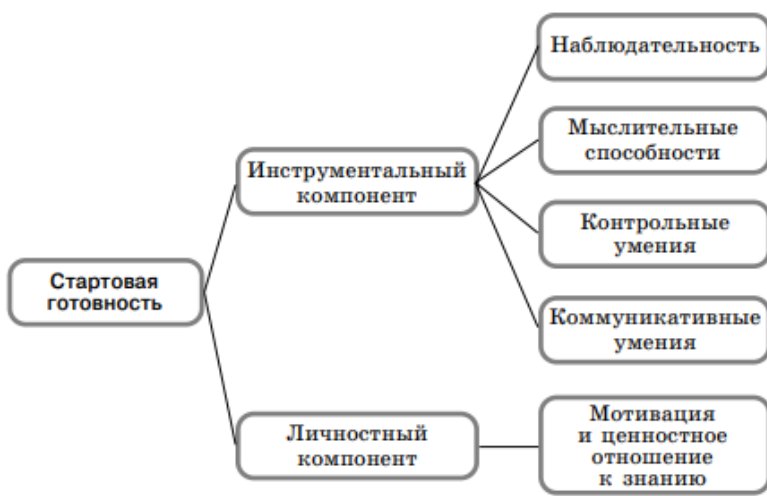 Наблюдательность
Мыслительные
способности
Инструментальный
компонент
Контрольные
умения
Стартовая
готовность
Коммуникативные
умения
Личностный
компонент
Мотивация
и ценностное
отношение
к знанию